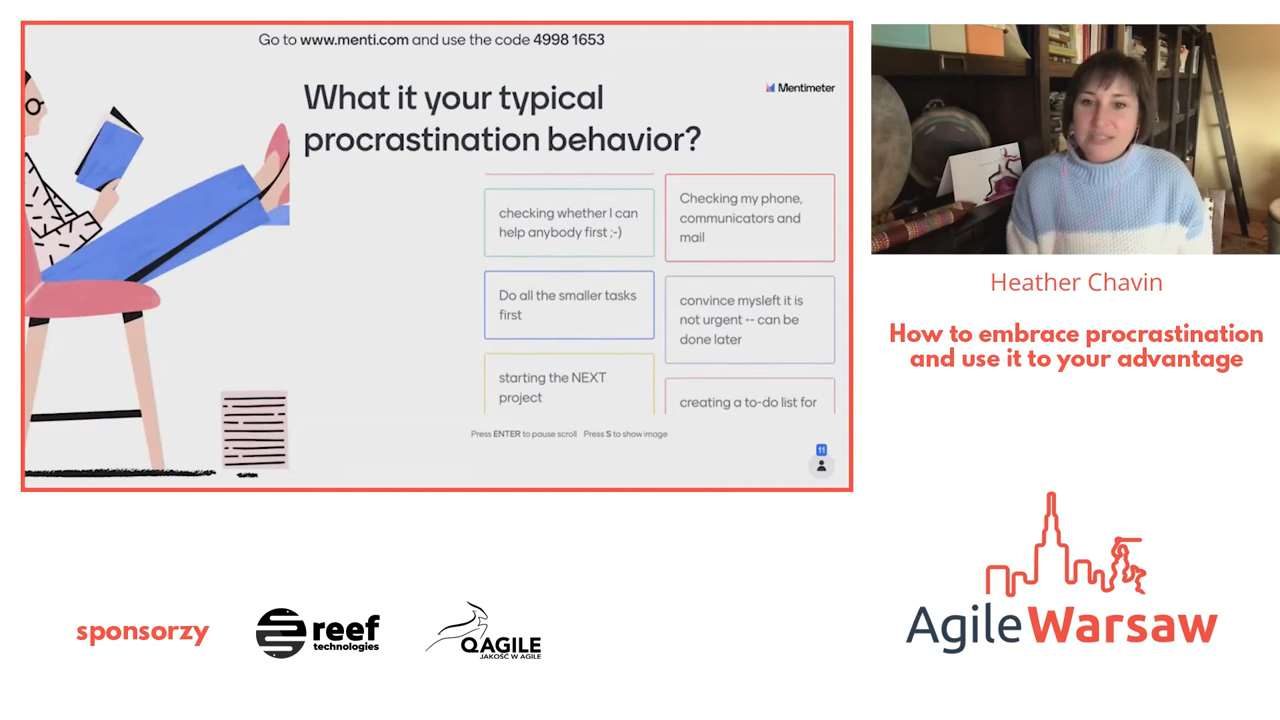 Go to www.menti.com and use the code 4998 1653
What it your typical
procrastination behavior?
Mentimeter
checking whether I can
help anybody first ;-)
Do all the smaller tasks
first
starting the NEXT
project
Checking my phone,
communicators and
mail
convince mysleft it is
not urgent -- can be
done later
creating a to-do list for
Press ENTER to pause scroll Press S to show image
11
Heather Chavin
How to embrace procrastination
and use it to your advantage
sponsorzy
reef
technologies
QAGILE
JAKOŚĆ W AGILE
AgileWarsaw